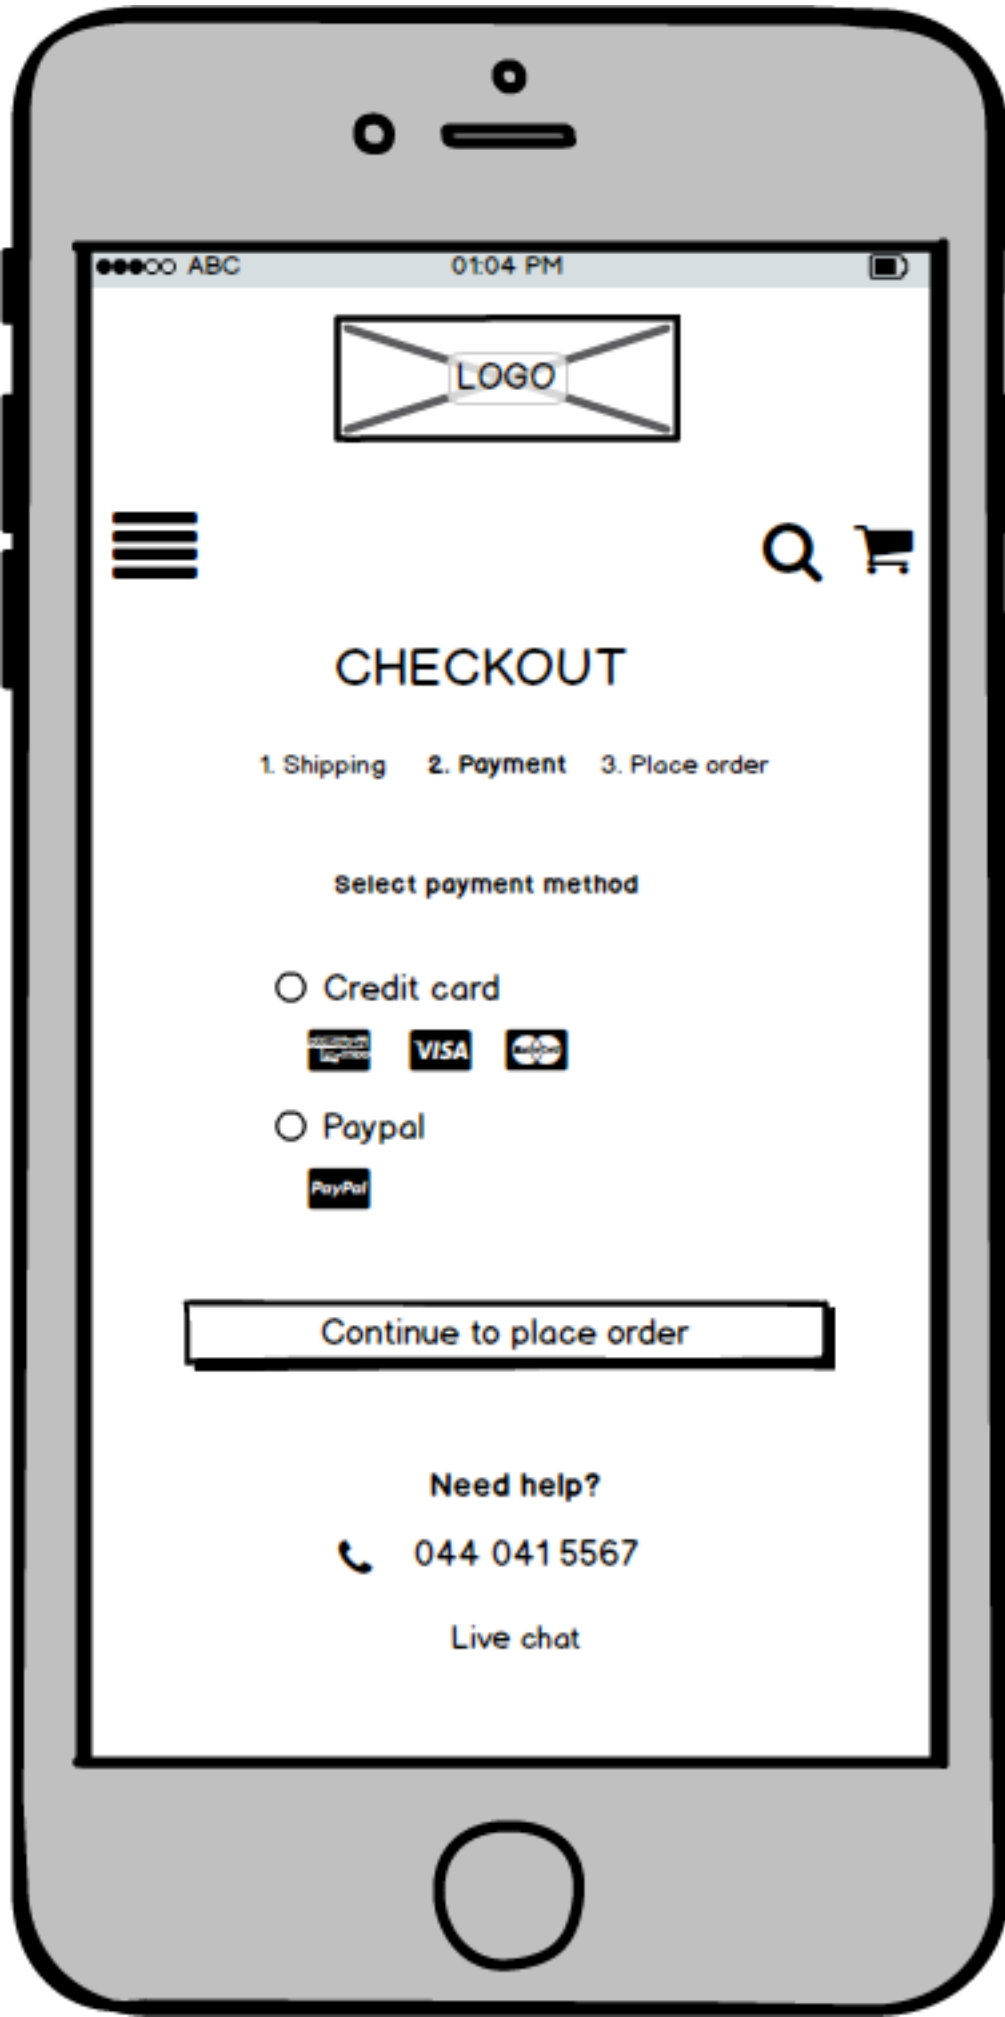 ABC 01:04 PM
LOGO
CHECKOUT
1. Shipping 2. Payment 3. Place order
Select payment method
Credit card
VISA MasterCard
Paypal
PayPal
Continue to place order
Need help?
044 041 5567
Live chat